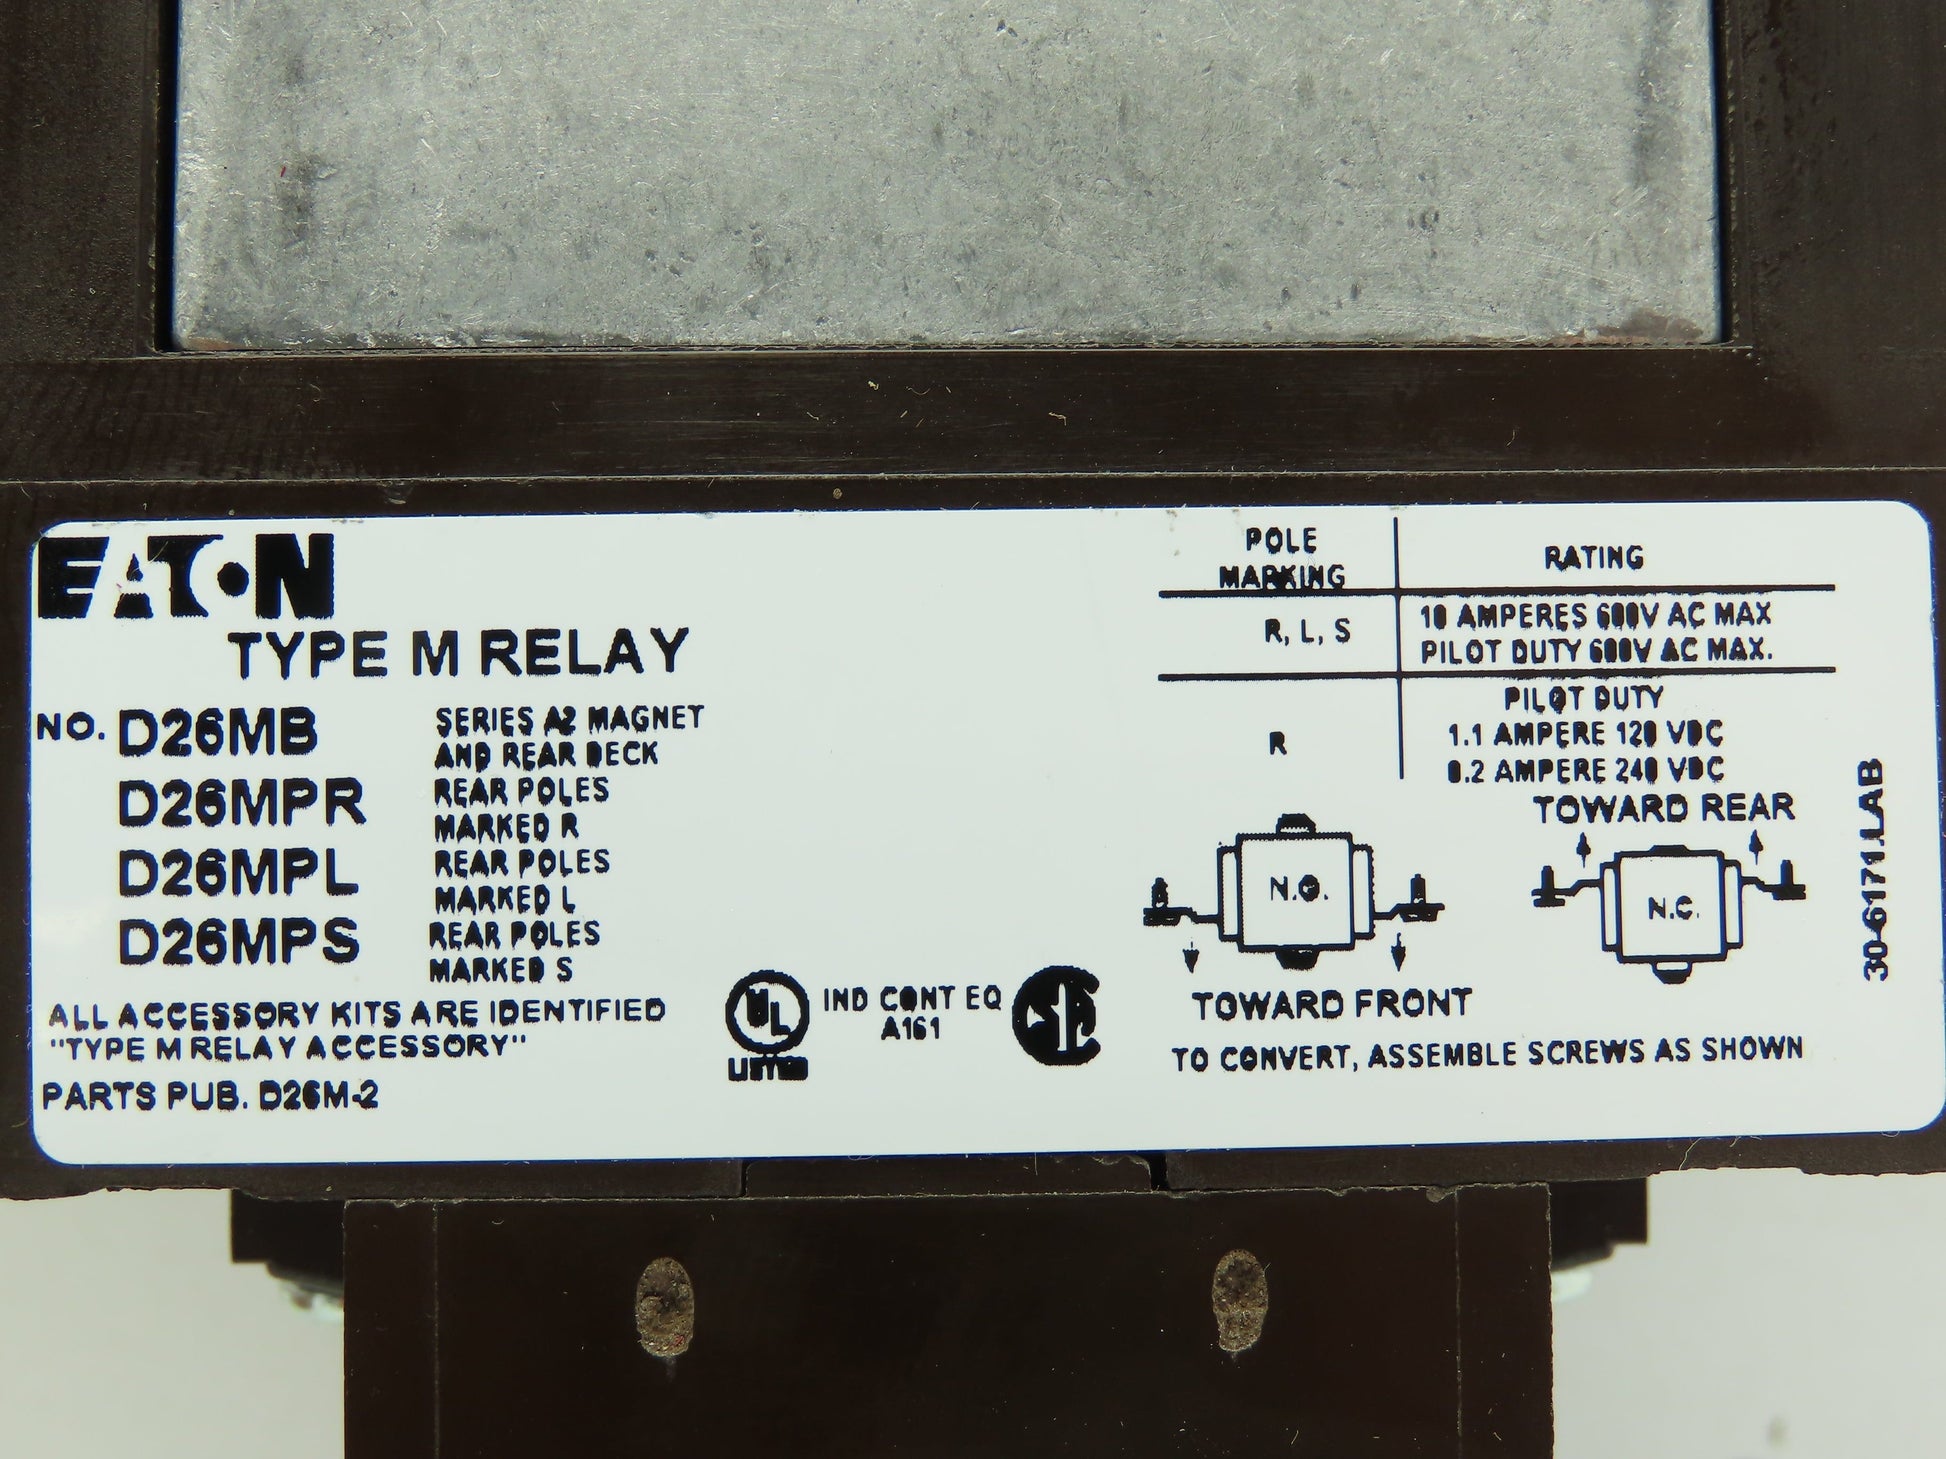 EATON
TYPE M RELAY
NO. D26MB SERIES A2 MAGNET
AND REAR DECK
D26MPR REAR POLES
MARKED R
D26MPL REAR POLES
MARKED L
D26MPS REAR POLES
MARKED S
ALL ACCESSORY KITS ARE IDENTIFIED
"TYPE M RELAY ACCESSORY"
PARTS PUB. D26M-2
UL
LISTED
IND CONT EQ
A161
POLE
MARKING
RATING
R, L, S
10 AMPERES 600V AC MAX
PILOT DUTY 600V AC MAX.
R
PILOT DUTY
1.1 AMPERE 120 VDC
0.2 AMPERE 240 VDC
TOWARD REAR
N.O.
N.C.
TOWARD FRONT
TO CONVERT, ASSEMBLE SCREWS AS SHOWN
30-6171.LAB